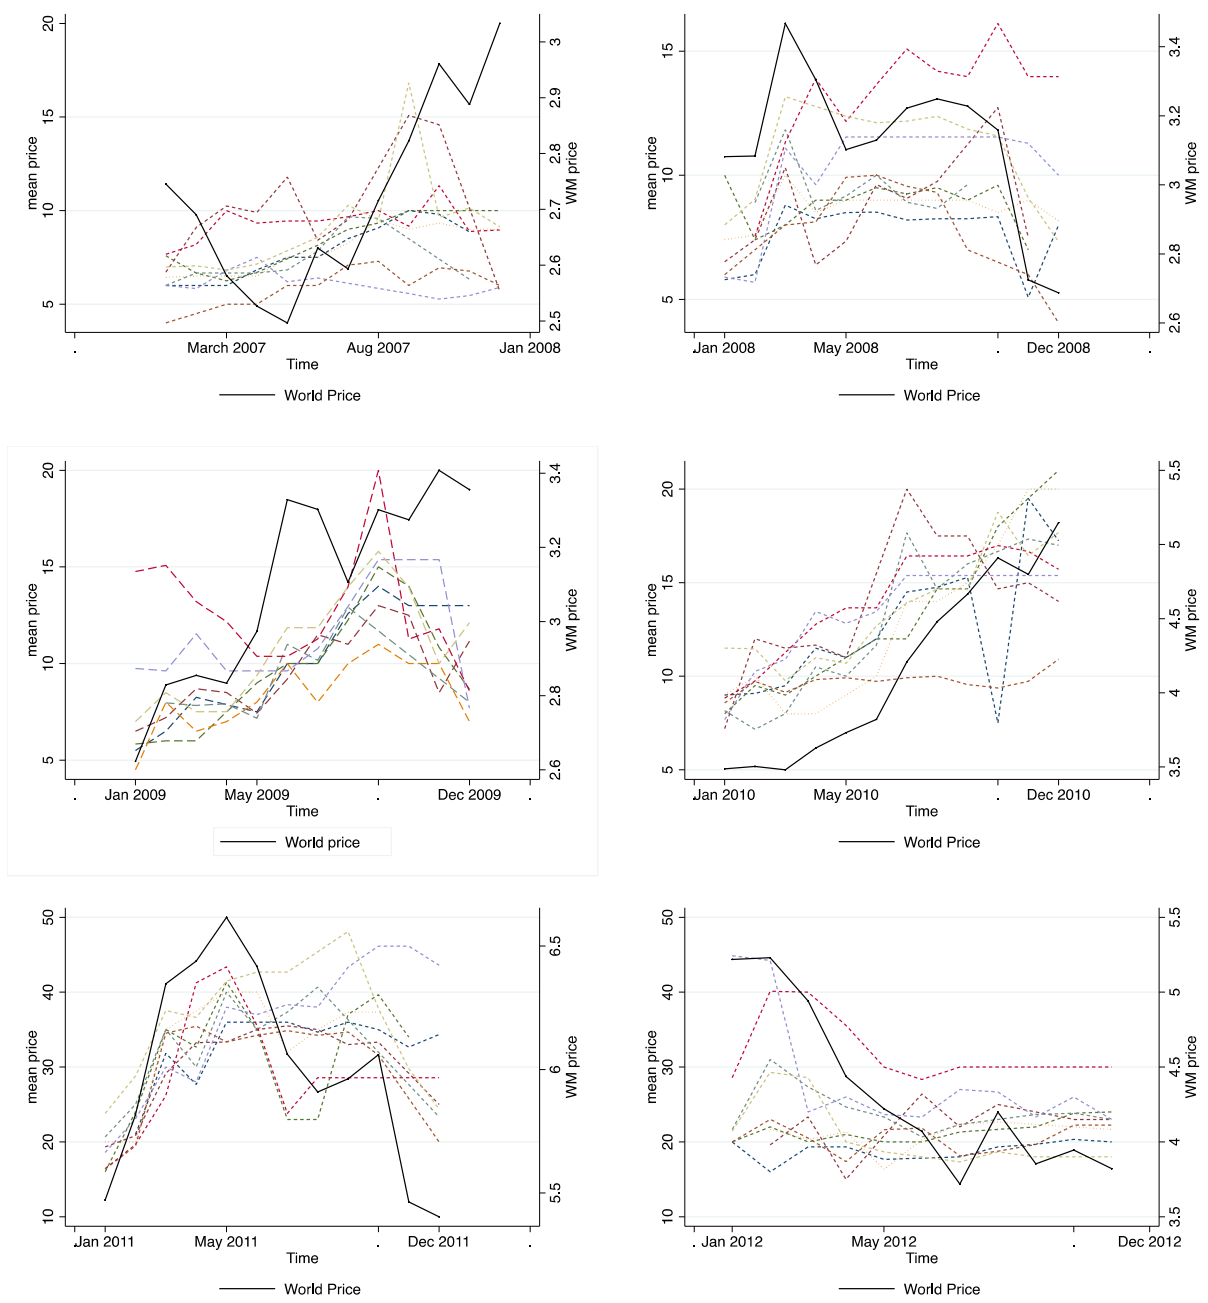 20
15
10
5
mean price
3
2.9
2.8
2.7
2.6
2.5
WM price
. March 2007 Aug 2007 Jan 2008
Time
World Price
15
10
5
mean price
3.4
3.2
3
2.8
2.6
WM price
. Jan 2008 May 2008 . Dec 2008 .
Time
World Price
20
15
10
5
mean price
3.4
3.2
3
2.8
2.6
WM price
. Jan 2009 May 2009 . Dec 2009 .
Time
World price
20
15
10
5
mean price
5.5
5
4.5
4
3.5
WM price
. Jan 2010 May 2010 . Dec 2010 .
Time
World Price
50
40
30
20
10
mean price
6.5
6
5.5
WM price
. Jan 2011 May 2011 . Dec 2011 .
Time
World Price
50
40
30
20
10
mean price
5.5
5
4.5
4
3.5
WM price
. Jan 2012 May 2012 . Dec 2012
Time
World Price